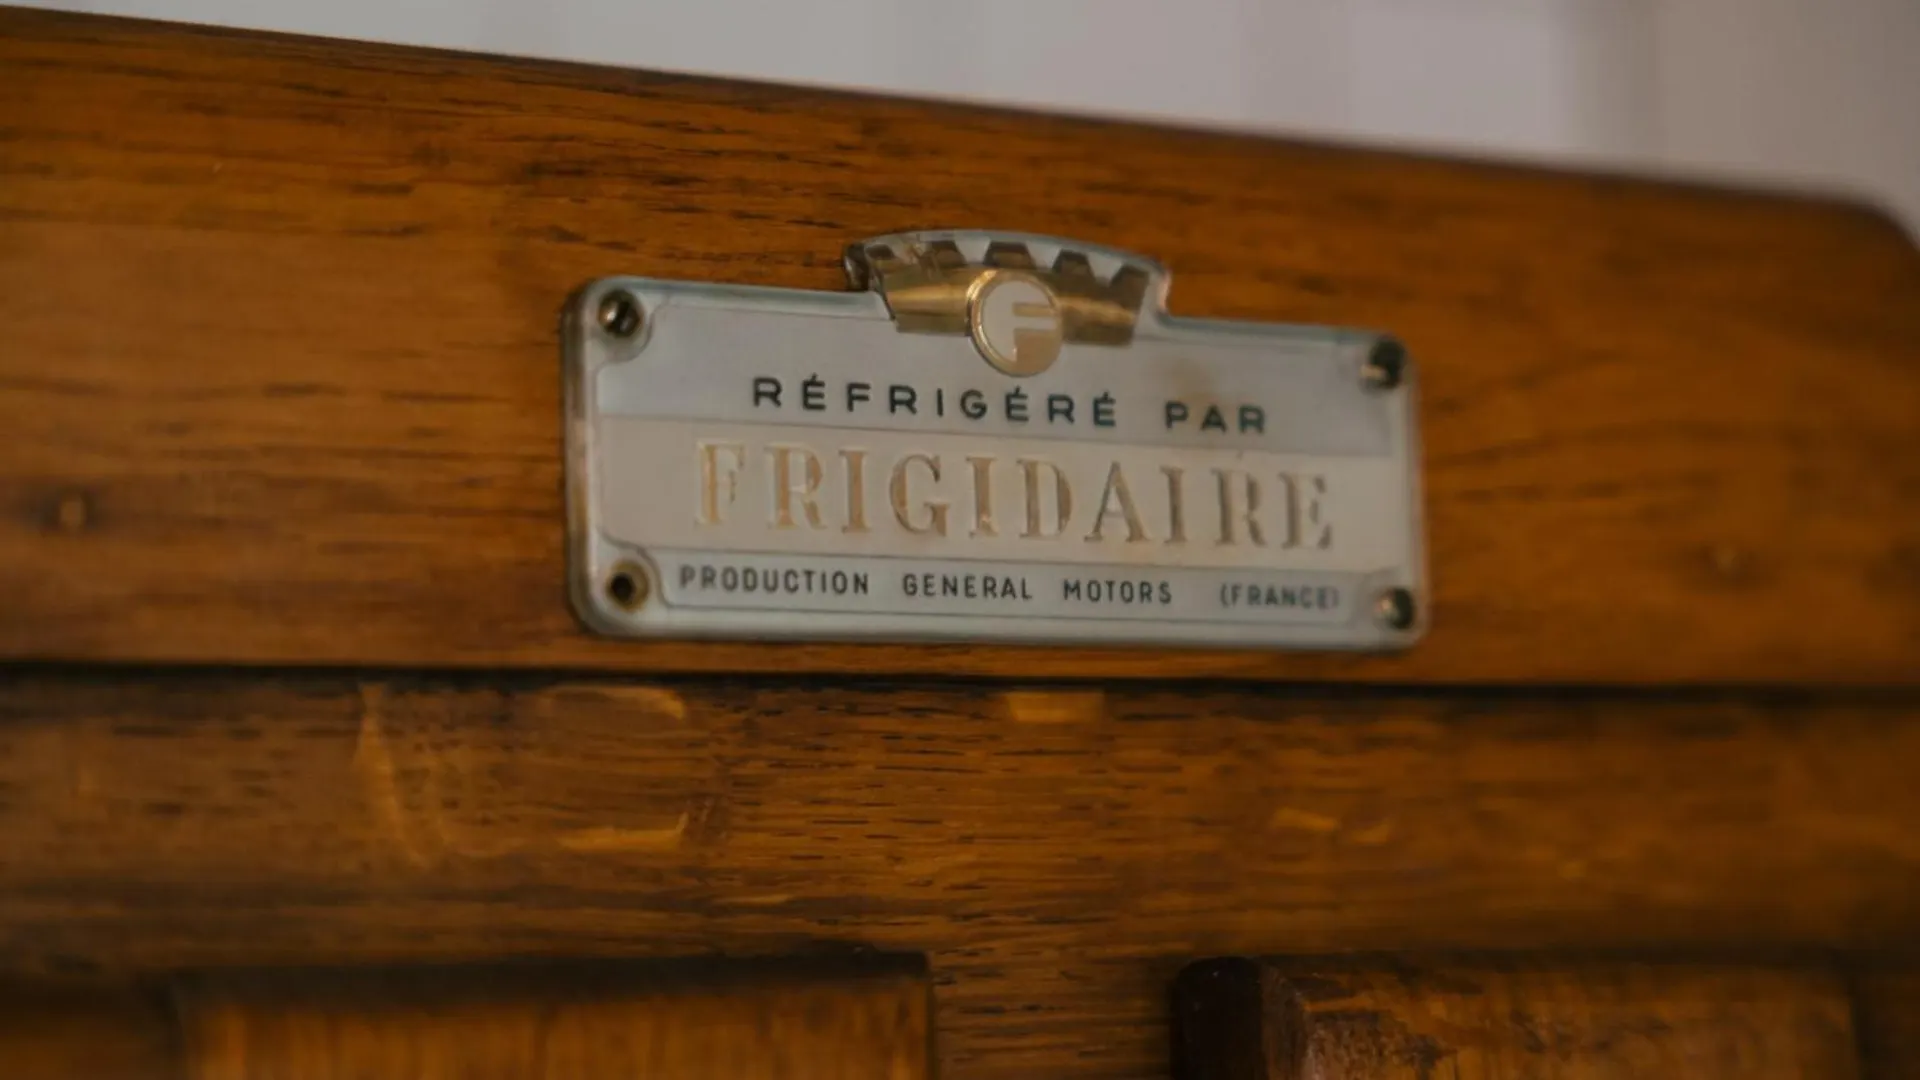 F
RÉFRIGÉRÉ PAR
FRIGIDAIRE
PRODUCTION GENERAL MOTORS (FRANCE)